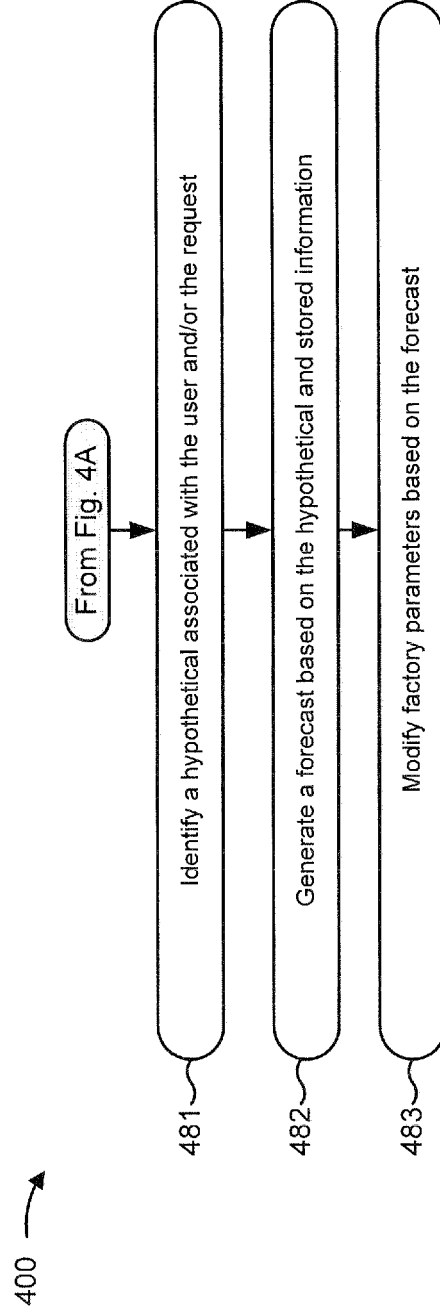 400
From Fig. 4A
481
Identify a hypothetical associated with the user and/or the request
482
Generate a forecast based on the hypothetical and stored information
483
Modify factory parameters based on the forecast